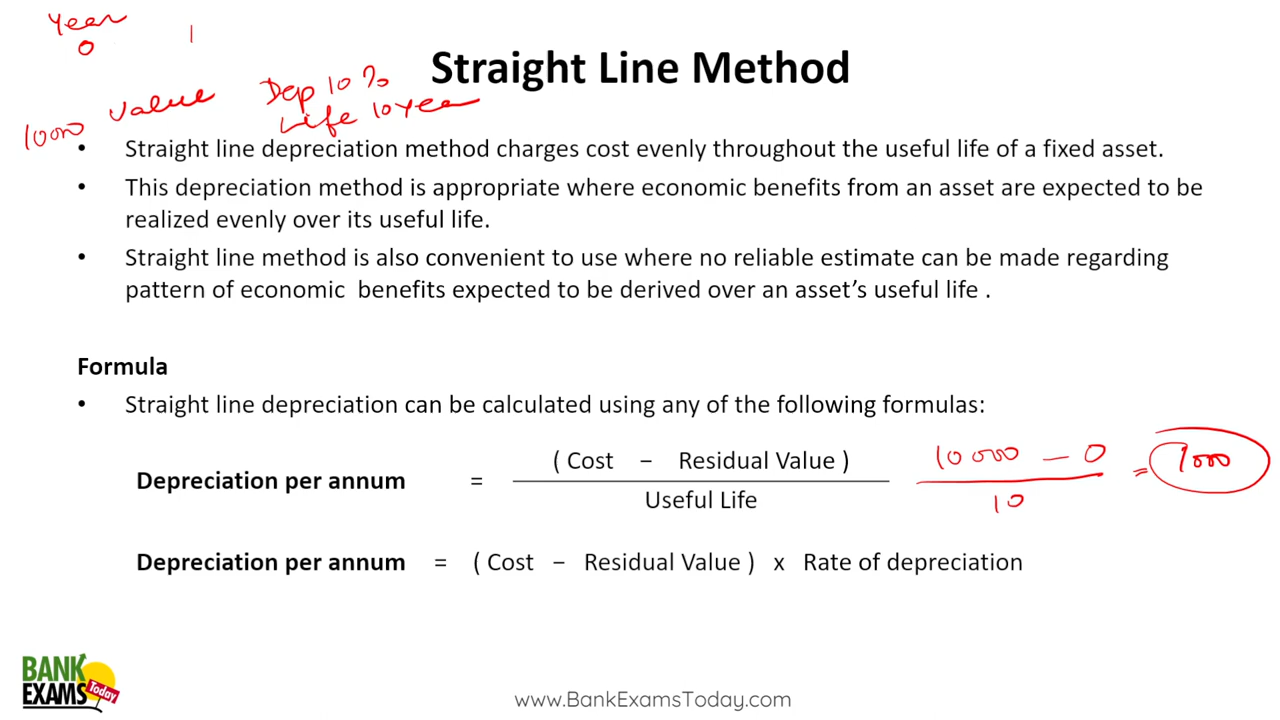 Year
0 1
Straight Line Method
Value Dep 10%
Life 10 year
• Straight line depreciation method charges cost evenly throughout the useful life of a fixed asset.
• This depreciation method is appropriate where economic benefits from an asset are expected to be
realized evenly over its useful life.
• Straight line method is also convenient to use where no reliable estimate can be made regarding
pattern of economic benefits expected to be derived over an asset’s useful life .
Formula
• Straight line depreciation can be calculated using any of the following formulas:
( Cost – Residual Value ) 10000 – 0
Depreciation per annum = = 1000
Useful Life 10
Depreciation per annum = ( Cost – Residual Value ) x Rate of depreciation
BANK
EXAMS Today
www.BankExamsToday.com